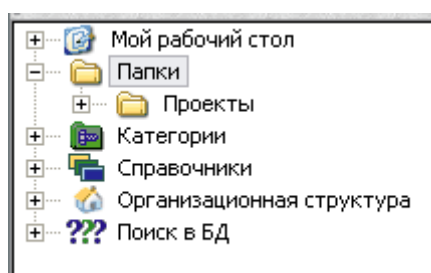 Мой рабочий стол
Папки
Проекты
Категории
Справочники
Организационная структура
??? Поиск в БД